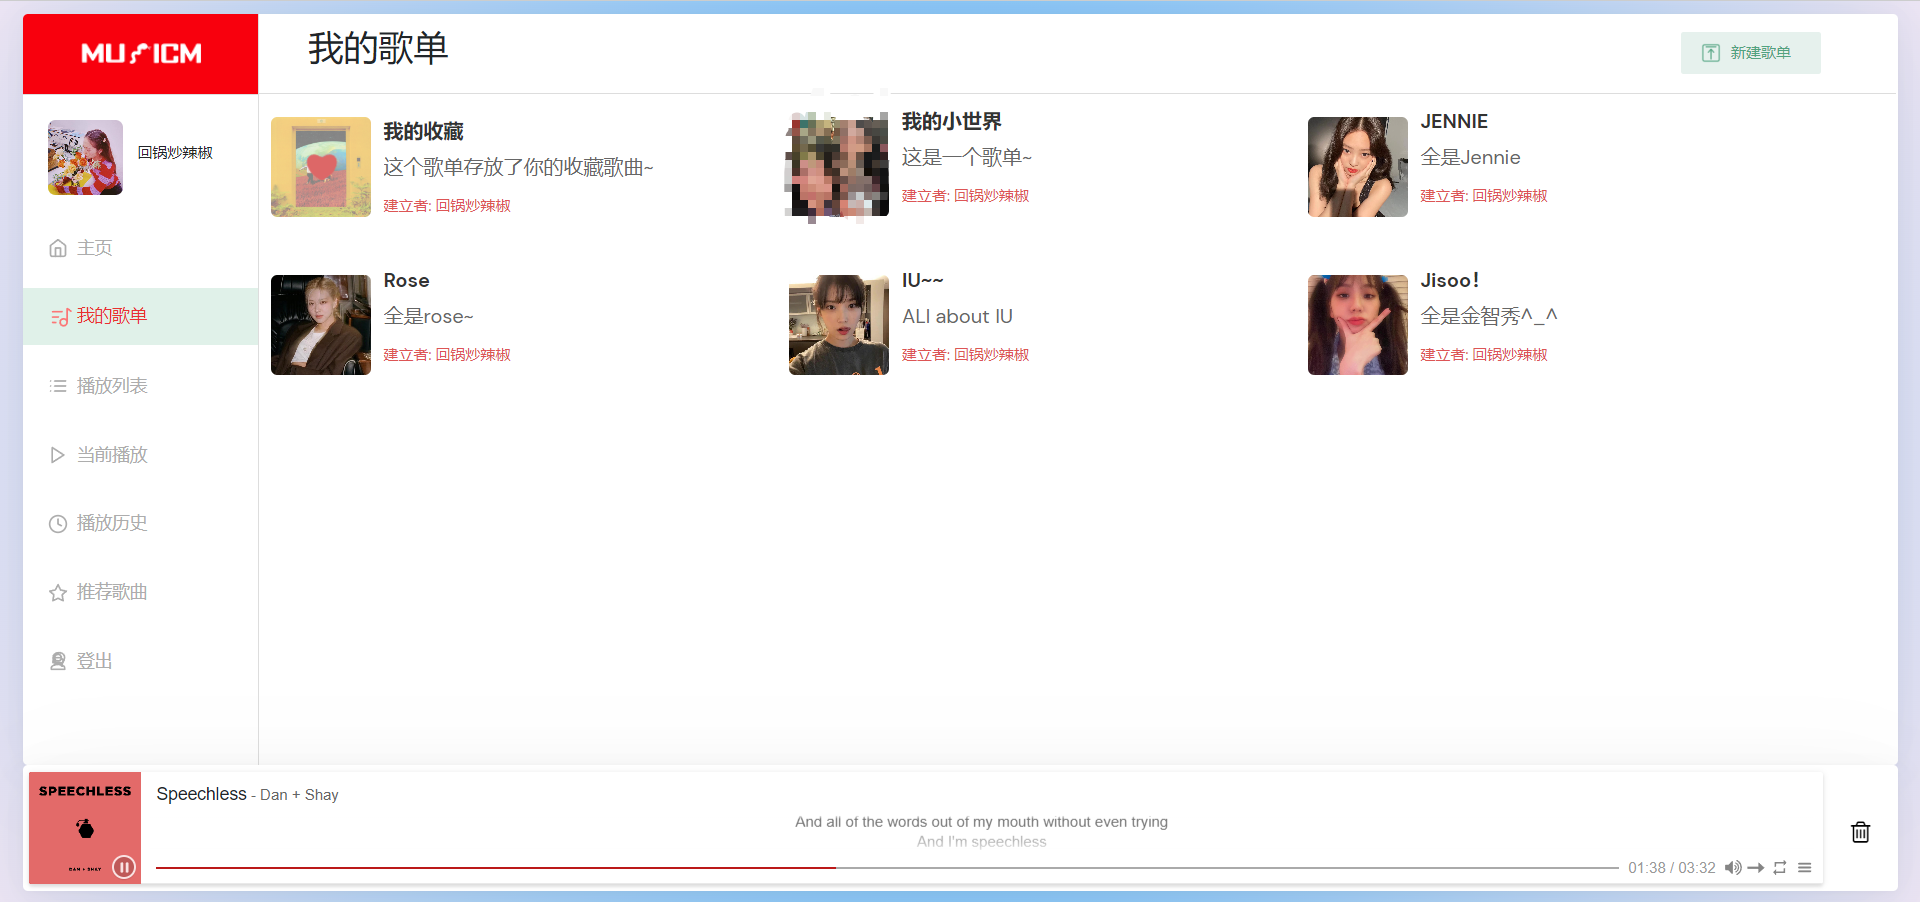 MUSICM
我的歌单
新建歌单
回锅炒辣椒
主页
我的歌单
播放列表
当前播放
播放历史
推荐歌曲
登出
我的收藏
这个歌单存放了你的收藏歌曲~
建立者: 回锅炒辣椒
我的小世界
这是一个歌单~
建立者: 回锅炒辣椒
JENNIE
全是Jennie
建立者: 回锅炒辣椒
Rose
全是rose~
建立者: 回锅炒辣椒
IU~~
ALl about IU
建立者: 回锅炒辣椒
Jisoo！
全是金智秀^_^
建立者: 回锅炒辣椒
SPEECHLESS
DAN + SHAY
Speechless - Dan + Shay
And all of the words out of my mouth without even trying
And I'm speechless
01:38 / 03:32